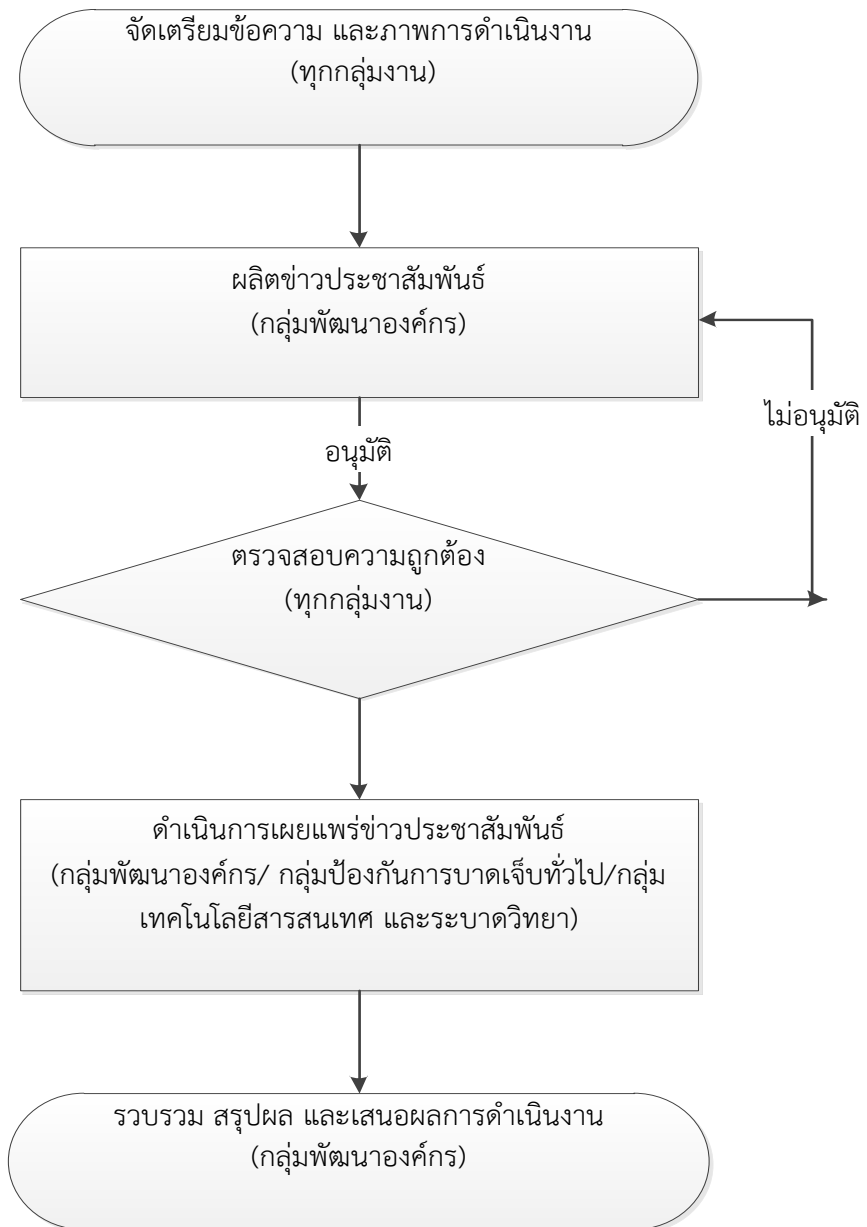 จัดเตรียมข้อความ และภาพการดำเนินงาน
(ทุกกลุ่มงาน)
ผลิตข่าวประชาสัมพันธ์
(กลุ่มพัฒนาองค์กร)
ไม่อนุมัติ
อนุมัติ
ตรวจสอบความถูกต้อง
(ทุกกลุ่มงาน)
ดำเนินการเผยแพร่ข่าวประชาสัมพันธ์
(กลุ่มพัฒนาองค์กร/ กลุ่มป้องกันการบาดเจ็บทั่วไป/กลุ่ม
เทคโนโลยีสารสนเทศ และระบาดวิทยา)
รวบรวม สรุปผล และเสนอผลการดำเนินงาน
(กลุ่มพัฒนาองค์กร)